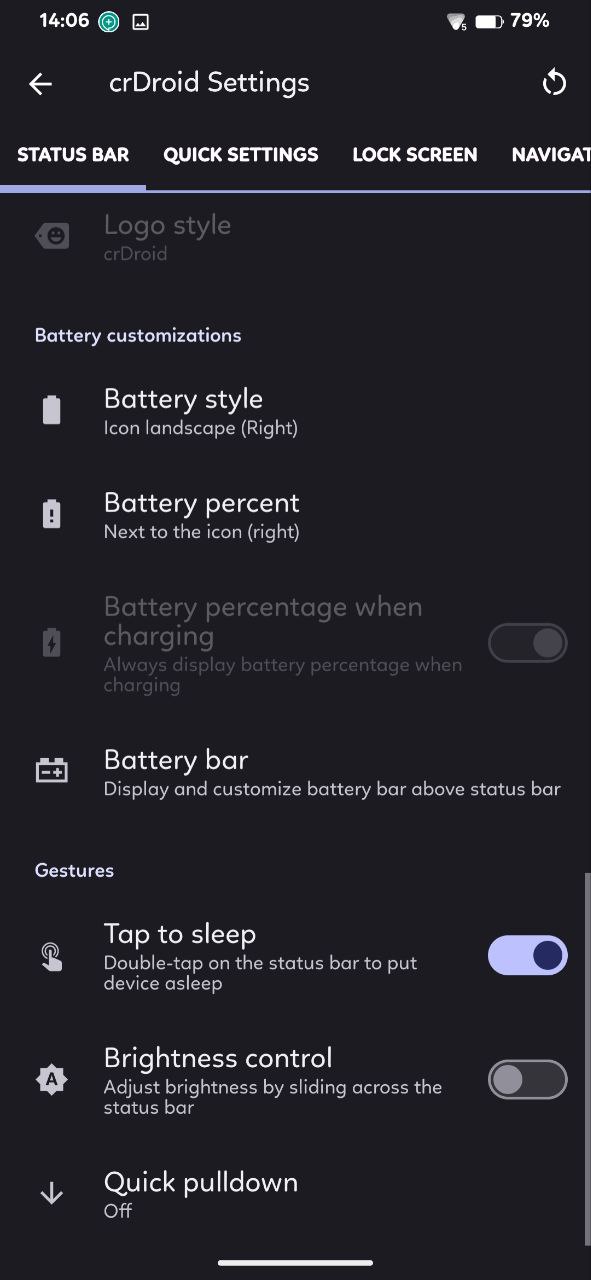 14:06 5 79%
crDroid Settings
STATUS BAR QUICK SETTINGS LOCK SCREEN NAVIGAT
Logo style
crDroid
Battery customizations
Battery style
Icon landscape (Right)
Battery percent
Next to the icon (right)
Battery percentage when
charging
Always display battery percentage when
charging
Battery bar
Display and customize battery bar above status bar
Gestures
Tap to sleep
Double-tap on the status bar to put
device asleep
A
Brightness control
Adjust brightness by sliding across the
status bar
Quick pulldown
Off